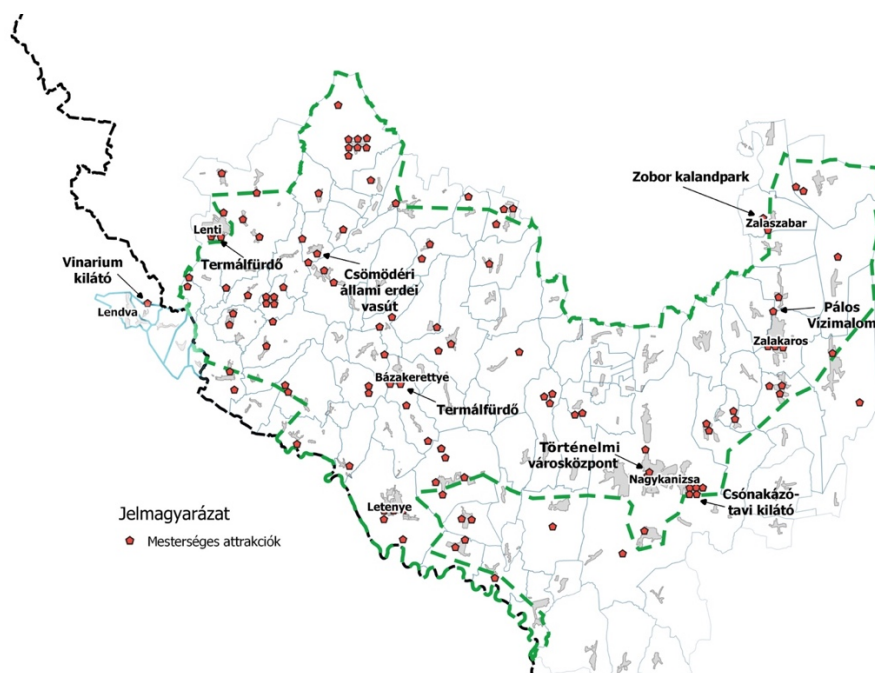 Zobor kalandpark
Zalaszabar
Lenti
Termálfürdő
Vinarium
kilátó
Csömödéri
állami erdei
vasút
Lendva
Pálos
Vízimalom
Zalakaros
Bázakerettye
Termálfürdő
Történelmi
városközpont
Nagykanizsa
Csónakázó-
tavi kilátó
Letenye
Jelmagyarázat
Mesterséges attrakciók